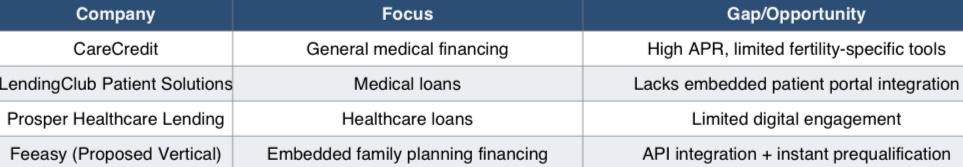 Company Focus Gap/Opportunity
CareCredit General medical financing High APR, limited fertility-specific tools
LendingClub Patient Solutions Medical loans Lacks embedded patient portal integration
Prosper Healthcare Lending Healthcare loans Limited digital engagement
Feeasy (Proposed Vertical) Embedded family planning financing API integration + instant prequalification